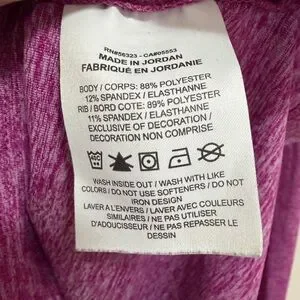 RN#56323 - CA#05553
MADE IN JORDAN
FABRIQUÉ EN JORDANIE
BODY / CORPS: 88% POLYESTER
12% SPANDEX / ELASTHANNE
RIB / BORD COTE: 89% POLYESTER
11% SPANDEX / ELASTHANNE
EXCLUSIVE OF DECORATION /
DECORATION NON COMPRISE
WASH INSIDE OUT / WASH WITH LIKE
COLORS / DO NOT USE SOFTENERS / DO NOT
IRON DESIGN
LAVER A L'ENVERS / LAVER AVEC COULEURS
SIMILAIRES / NE PAS UTILISER
D'ADOUCISSEUR / NE PAS REPASSER LE
DESSIN